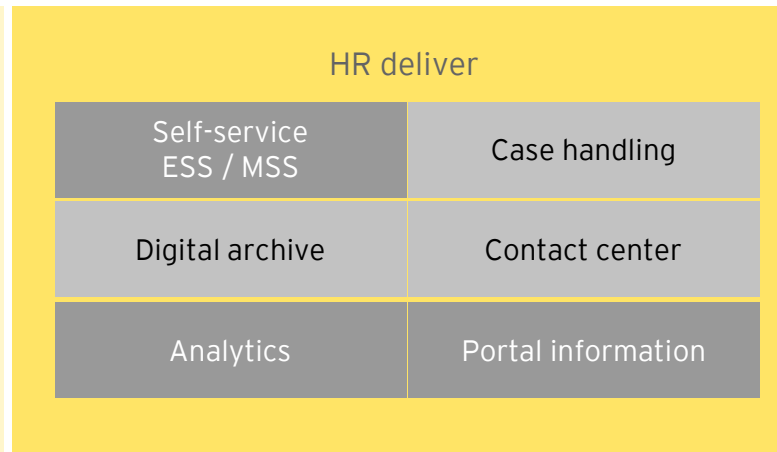 HR deliver
Self-service
ESS / MSS
Case handling
Digital archive
Contact center
Analytics
Portal information